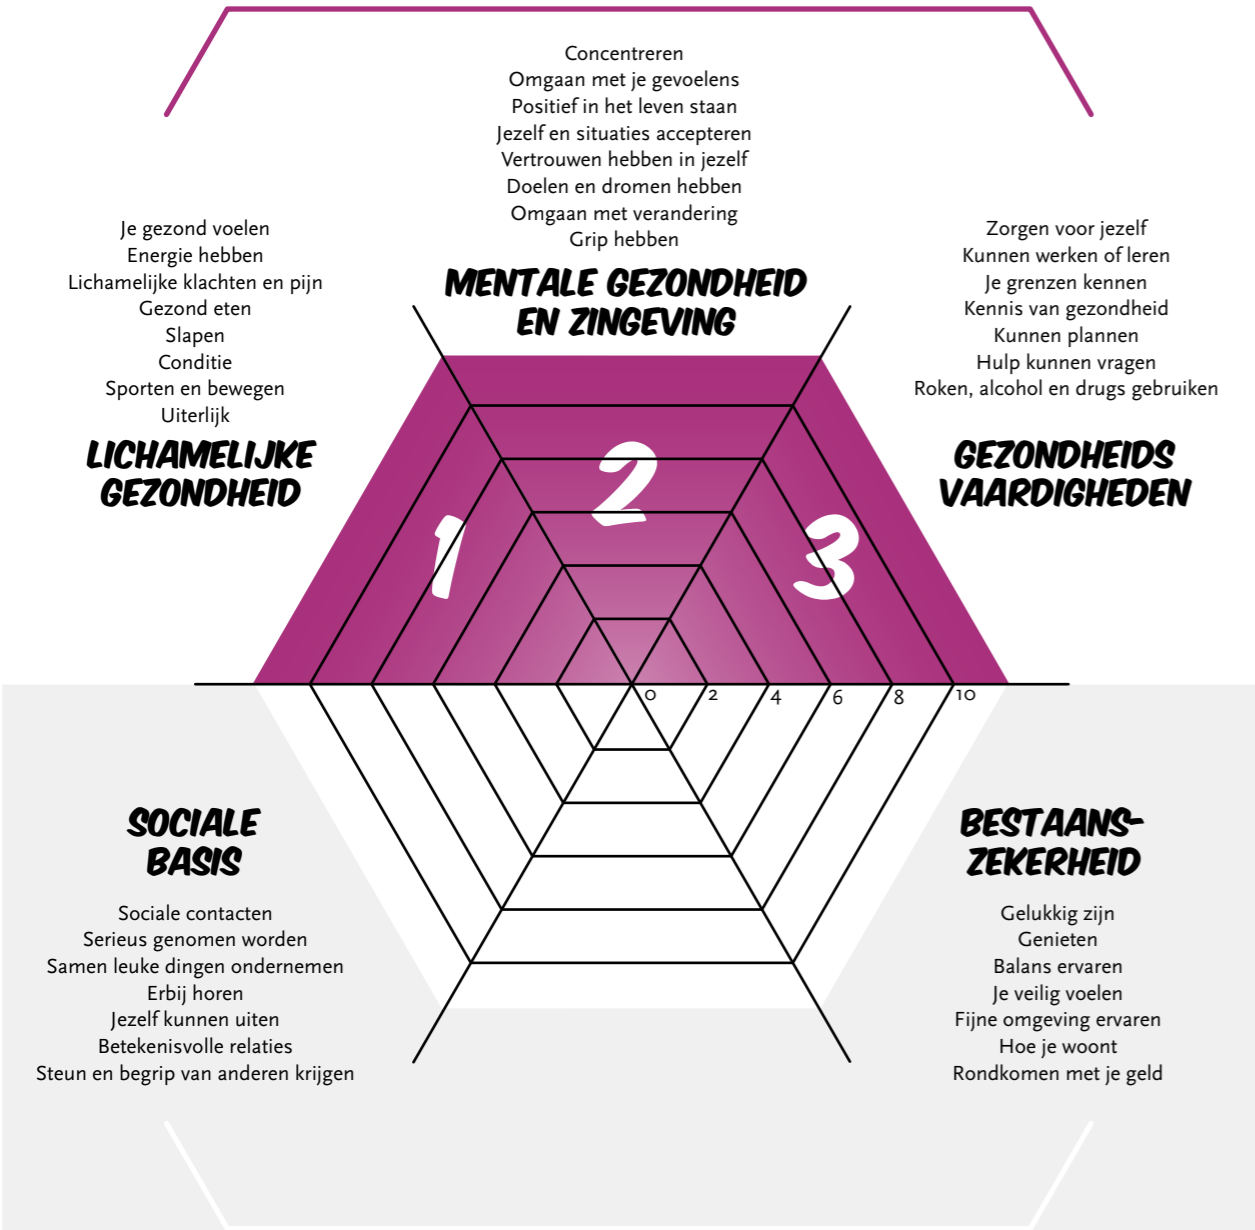 Concentreren
Omgaan met je gevoelens
Positief in het leven staan
Jezelf en situaties accepteren
Vertrouwen hebben in jezelf
Doelen en dromen hebben
Omgaan met verandering
Grip hebben
MENTALE GEZONDHEID
EN ZINGEVING
Je gezond voelen
Energie hebben
Lichamelijke klachten en pijn
Gezond eten
Slapen
Conditie
Sporten en bewegen
Uiterlijk
LICHAMELIJKE
GEZONDHEID
Zorgen voor jezelf
Kunnen werken of leren
Je grenzen kennen
Kennis van gezondheid
Kunnen plannen
Hulp kunnen vragen
Roken, alcohol en drugs gebruiken
GEZONDHEIDS
VAARDIGHEDEN
1
2
3
0 2 4 6 8 10
SOCIALE
BASIS
Sociale contacten
Serieus genomen worden
Samen leuke dingen ondernemen
Erbij horen
Jezelf kunnen uiten
Betekenisvolle relaties
Steun en begrip van anderen krijgen
BESTAANS-
ZEKERHEID
Gelukkig zijn
Genieten
Balans ervaren
Je veilig voelen
Fijne omgeving ervaren
Hoe je woont
Rondkomen met je geld